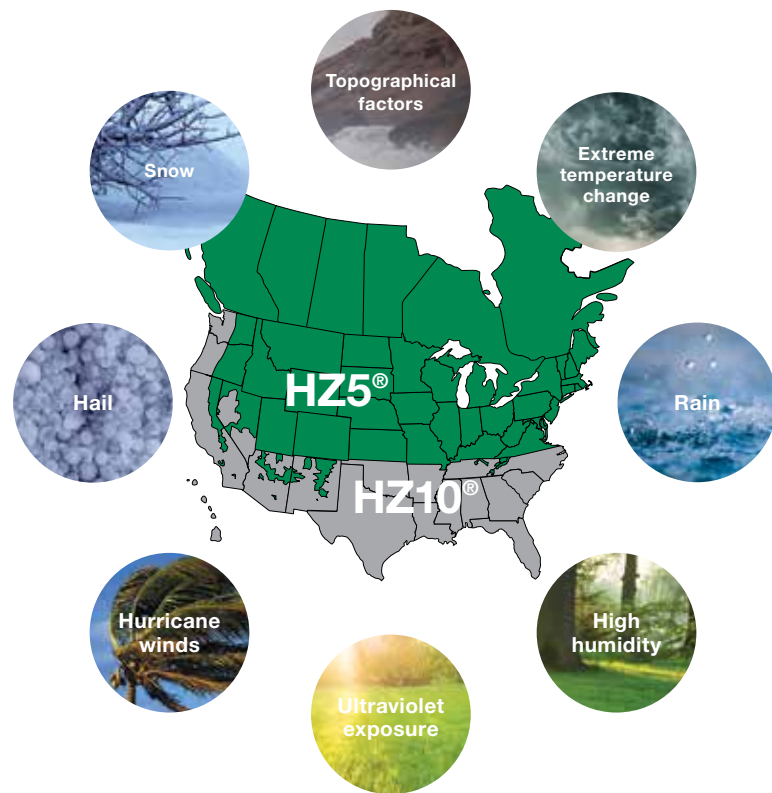 Topographical
factors
Snow
Extreme
temperature
change
HZ5®
Hail
Rain
HZ10®
Hurricane
winds
High
humidity
Ultraviolet
exposure